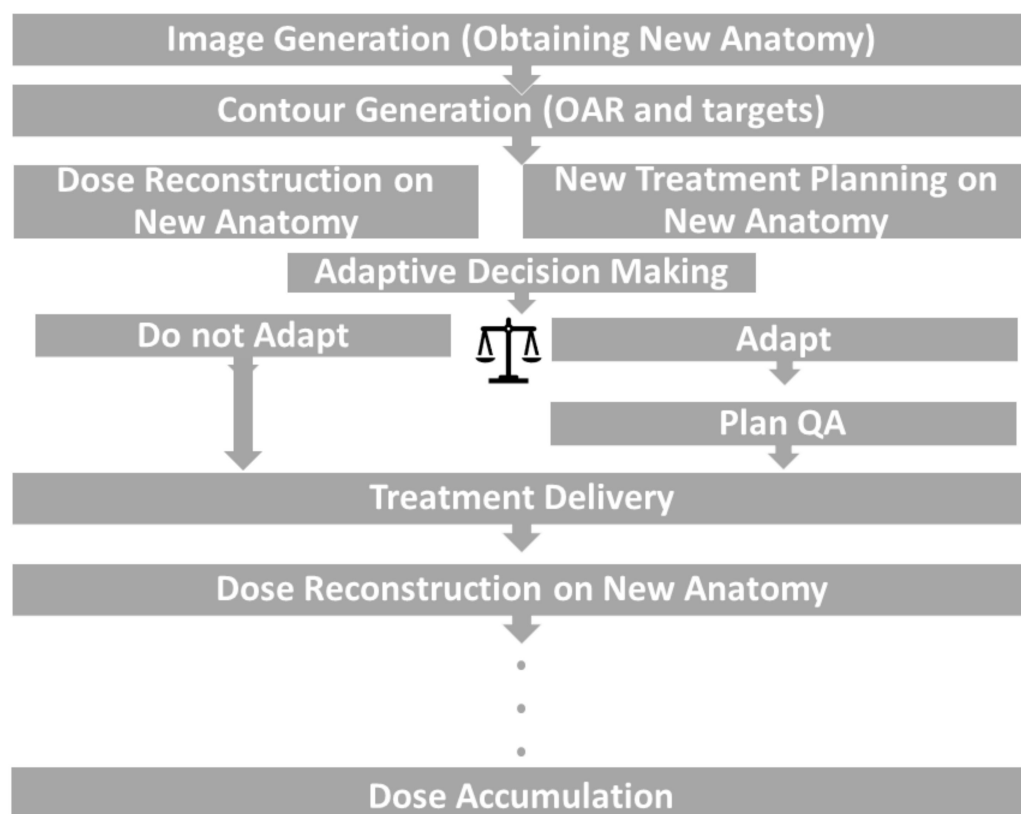 Image Generation (Obtaining New Anatomy)
Contour Generation (OAR and targets)
Dose Reconstruction on
New Anatomy
New Treatment Planning on
New Anatomy
Adaptive Decision Making
Do not Adapt
Adapt
Plan QA
Treatment Delivery
Dose Reconstruction on New Anatomy
Dose Accumulation